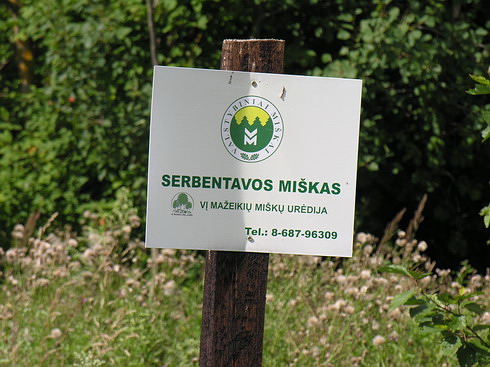 VALSTYBINIAI MIŠKAI
SERBENTAVOS MIŠKAS
VĮ MAŽEIKIŲ MIŠKŲ URĖDIJA
Tel.: 8-687-96309